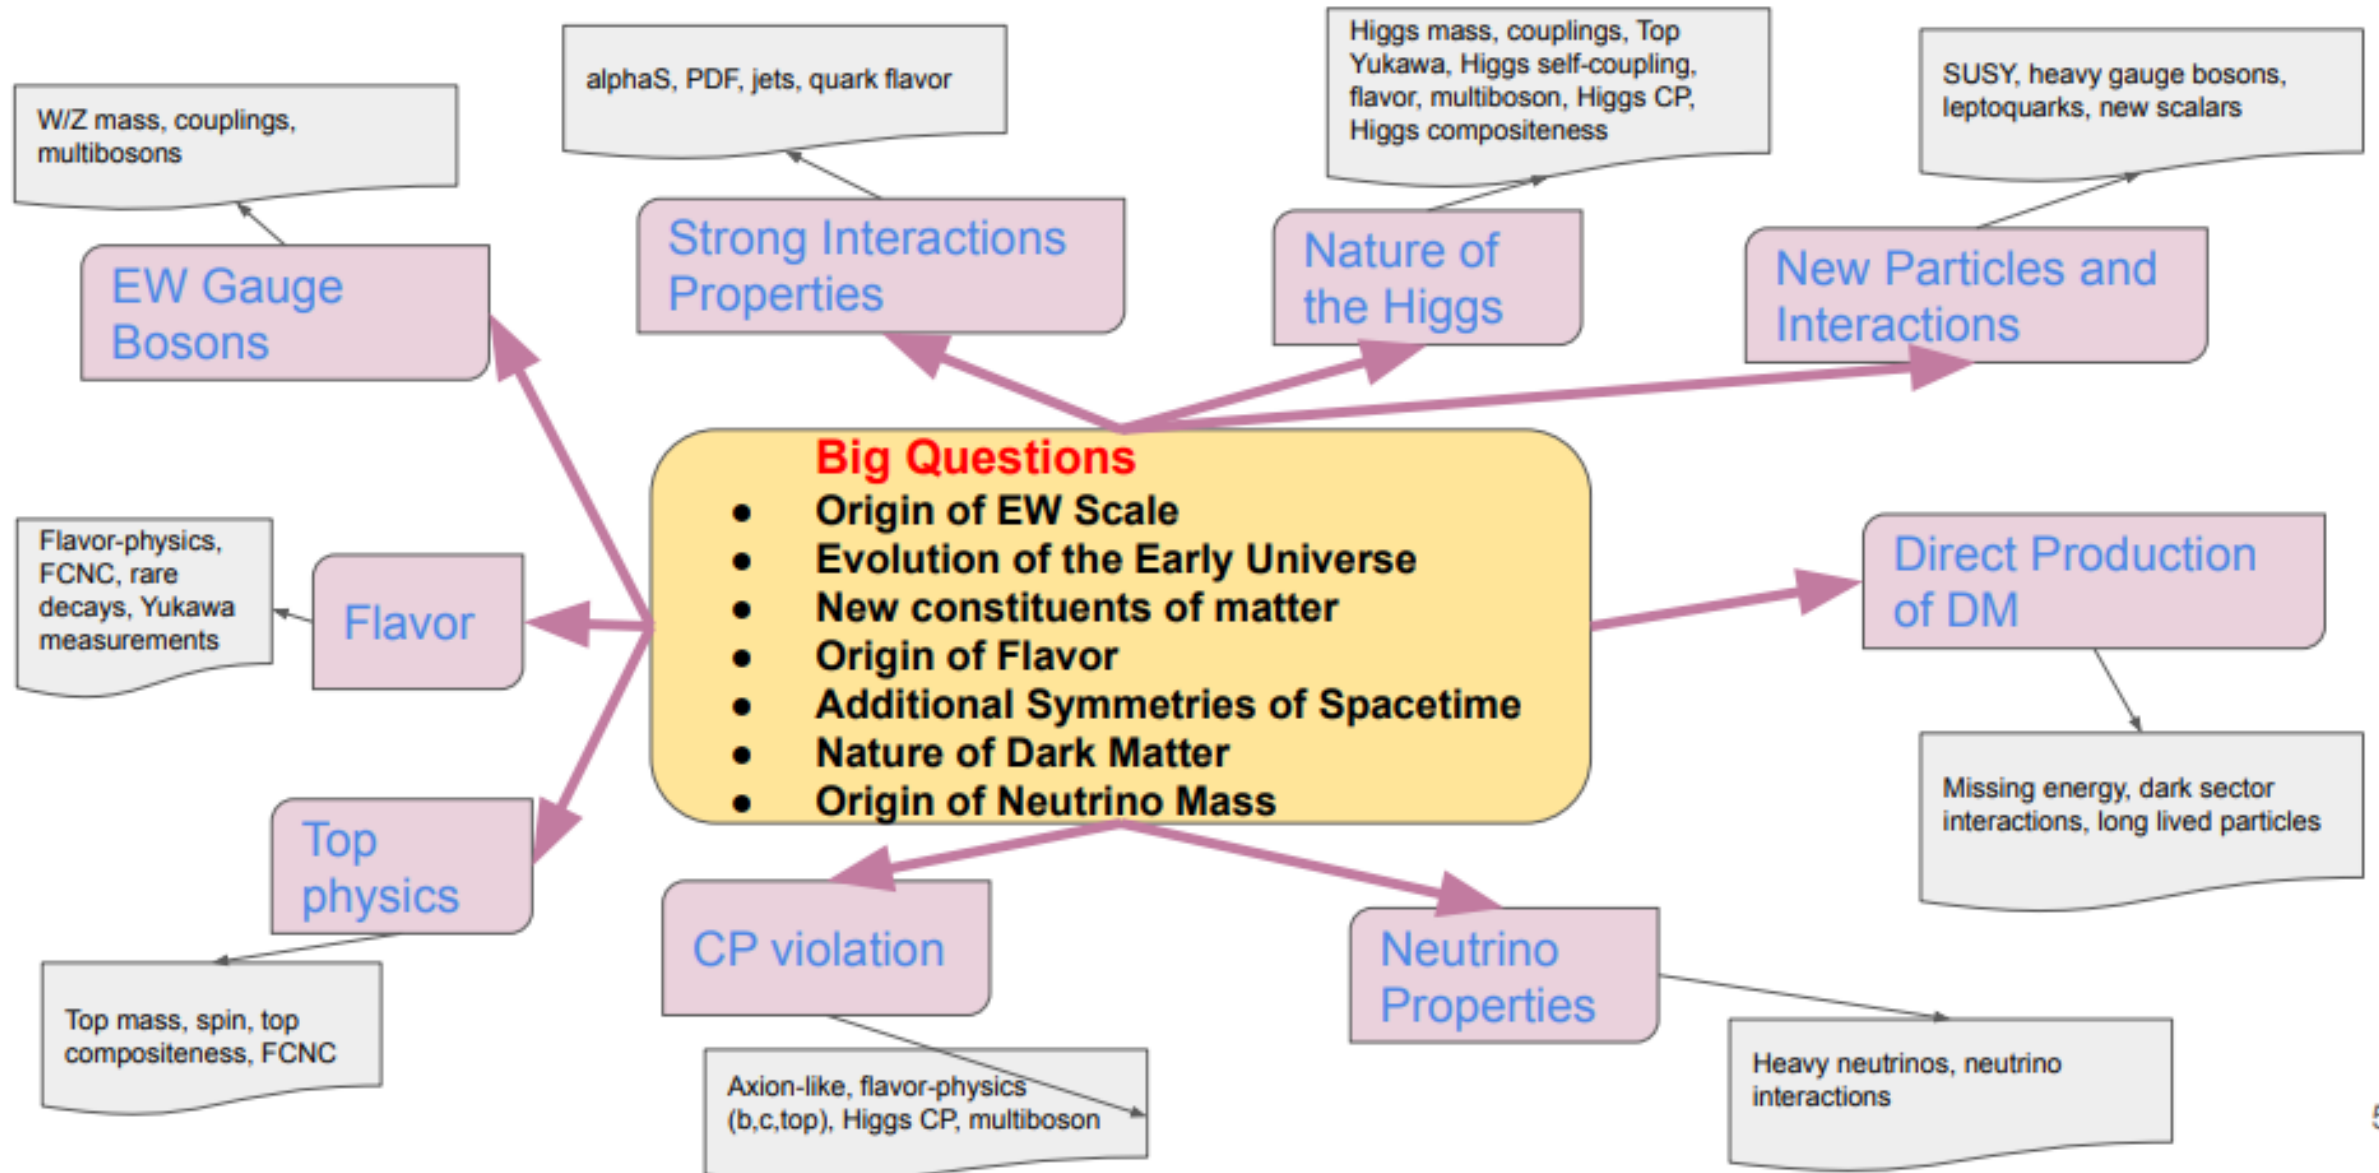 Higgs mass, couplings, Top
Yukawa, Higgs self-coupling,
flavor, multiboson, Higgs CP,
Higgs compositeness
alphaS, PDF, jets, quark flavor
SUSY, heavy gauge bosons,
leptoquarks, new scalars
W/Z mass, couplings,
multibosons
EW Gauge
Bosons
Strong Interactions
Properties
Nature of
the Higgs
New Particles and
Interactions
Big Questions
● Origin of EW Scale
● Evolution of the Early Universe
● New constituents of matter
● Origin of Flavor
● Additional Symmetries of Spacetime
● Nature of Dark Matter
● Origin of Neutrino Mass
Flavor-physics,
FCNC, rare
decays, Yukawa
measurements
Flavor
Direct Production
of DM
Missing energy, dark sector
interactions, long lived particles
Top
physics
Top mass, spin, top
compositeness, FCNC
CP violation
Axion-like, flavor-physics
(b,c,top), Higgs CP, multiboson
Neutrino
Properties
Heavy neutrinos, neutrino
interactions